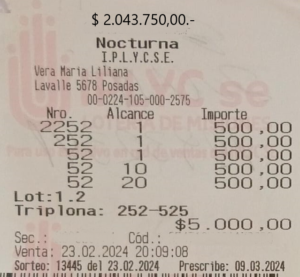 $ 2.043.750,00.-
Nocturna
I.P.L.Y.C.S.E.
Vera Maria Liliana
Lavalle 5678 Posadas
00-0224-105-000-2575
Nro. Alcance Importe
2252 1 500,00
252 1 500,00
52 1 500,00
52 10 500,00
52 20 500,00
Lot:1.2
Triplona: 252-525
$5.000,00
Sec.: Cód.:
Venta: 23.02.2024 20:09:08
Sorteo: 13445 del 23.02.2024 Prescribe: 09.03.2024